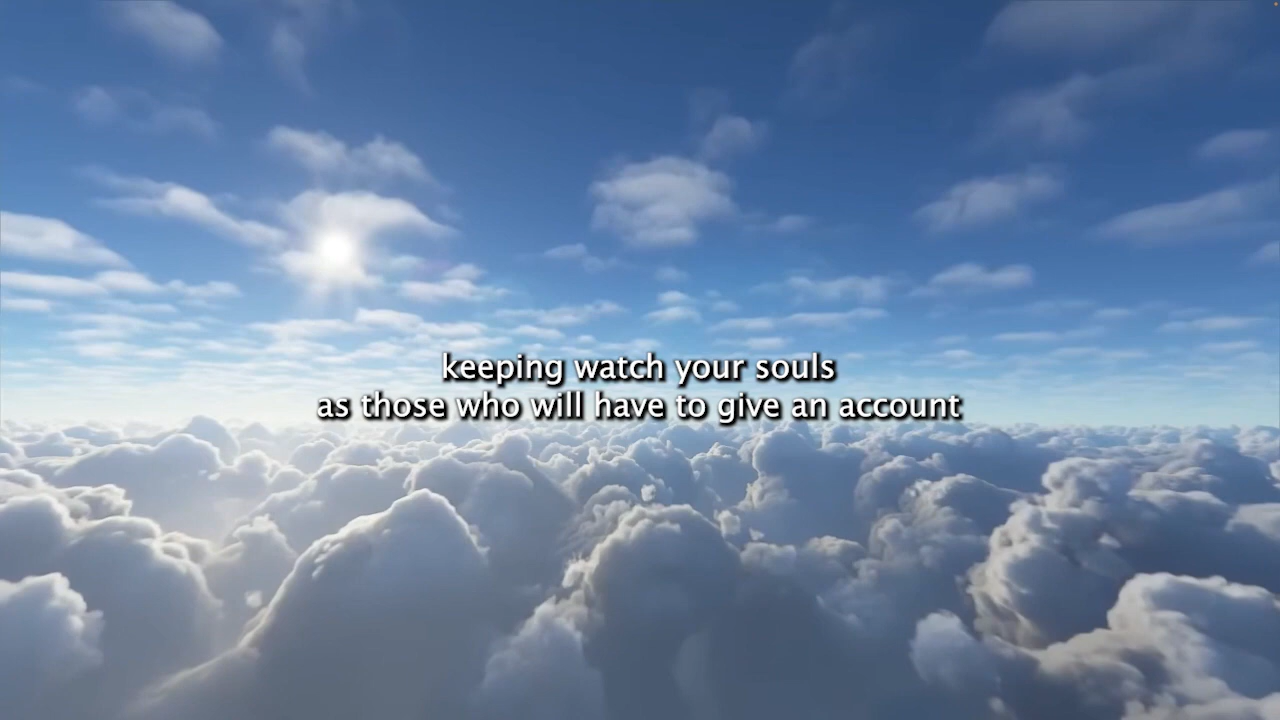 keeping watch your souls
as those who will have to give an account